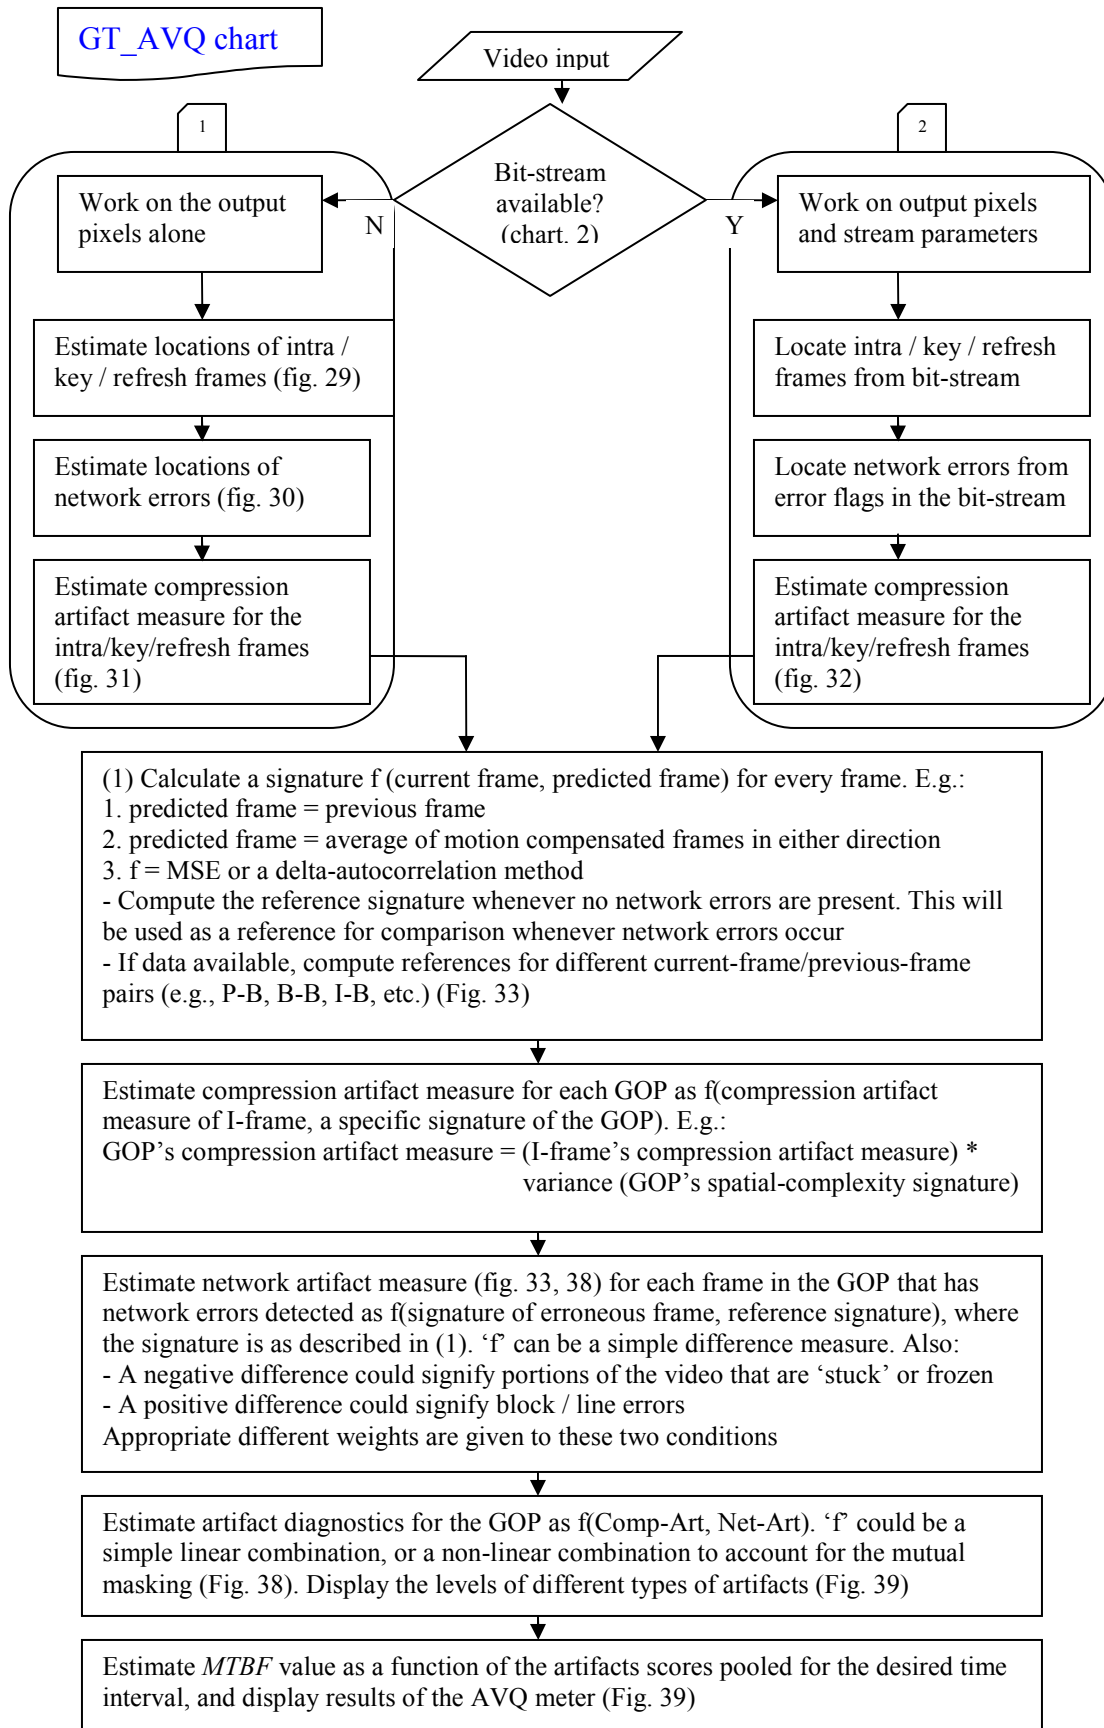 GT_AVQ chart
Video input
1
2
Bit-stream
available?
(chart. 2)
N
Y
Work on the output
pixels alone
Estimate locations of intra /
key / refresh frames (fig. 29)
Estimate locations of
network errors (fig. 30)
Estimate compression
artifact measure for the
intra/key/refresh frames
(fig. 31)
Work on output pixels
and stream parameters
Locate intra / key / refresh
frames from bit-stream
Locate network errors from
error flags in the bit-stream
Estimate compression
artifact measure for the
intra/key/refresh frames
(fig. 32)
(1) Calculate a signature f (current frame, predicted frame) for every frame. E.g.:
1. predicted frame = previous frame
2. predicted frame = average of motion compensated frames in either direction
3. f = MSE or a delta-autocorrelation method
- Compute the reference signature whenever no network errors are present. This will
be used as a reference for comparison whenever network errors occur
- If data available, compute references for different current-frame/previous-frame
pairs (e.g., P-B, B-B, I-B, etc.) (Fig. 33)
Estimate compression artifact measure for each GOP as f(compression artifact
measure of I-frame, a specific signature of the GOP). E.g.:
GOP’s compression artifact measure = (I-frame’s compression artifact measure) *
variance (GOP’s spatial-complexity signature)
Estimate network artifact measure (fig. 33, 38) for each frame in the GOP that has
network errors detected as f(signature of erroneous frame, reference signature), where
the signature is as described in (1). ‘f’ can be a simple difference measure. Also:
- A negative difference could signify portions of the video that are ‘stuck’ or frozen
- A positive difference could signify block / line errors
Appropriate different weights are given to these two conditions
Estimate artifact diagnostics for the GOP as f(Comp-Art, Net-Art). ‘f’ could be a
simple linear combination, or a non-linear combination to account for the mutual
masking (Fig. 38). Display the levels of different types of artifacts (Fig. 39)
Estimate MTBF value as a function of the artifacts scores pooled for the desired time
interval, and display results of the AVQ meter (Fig. 39)